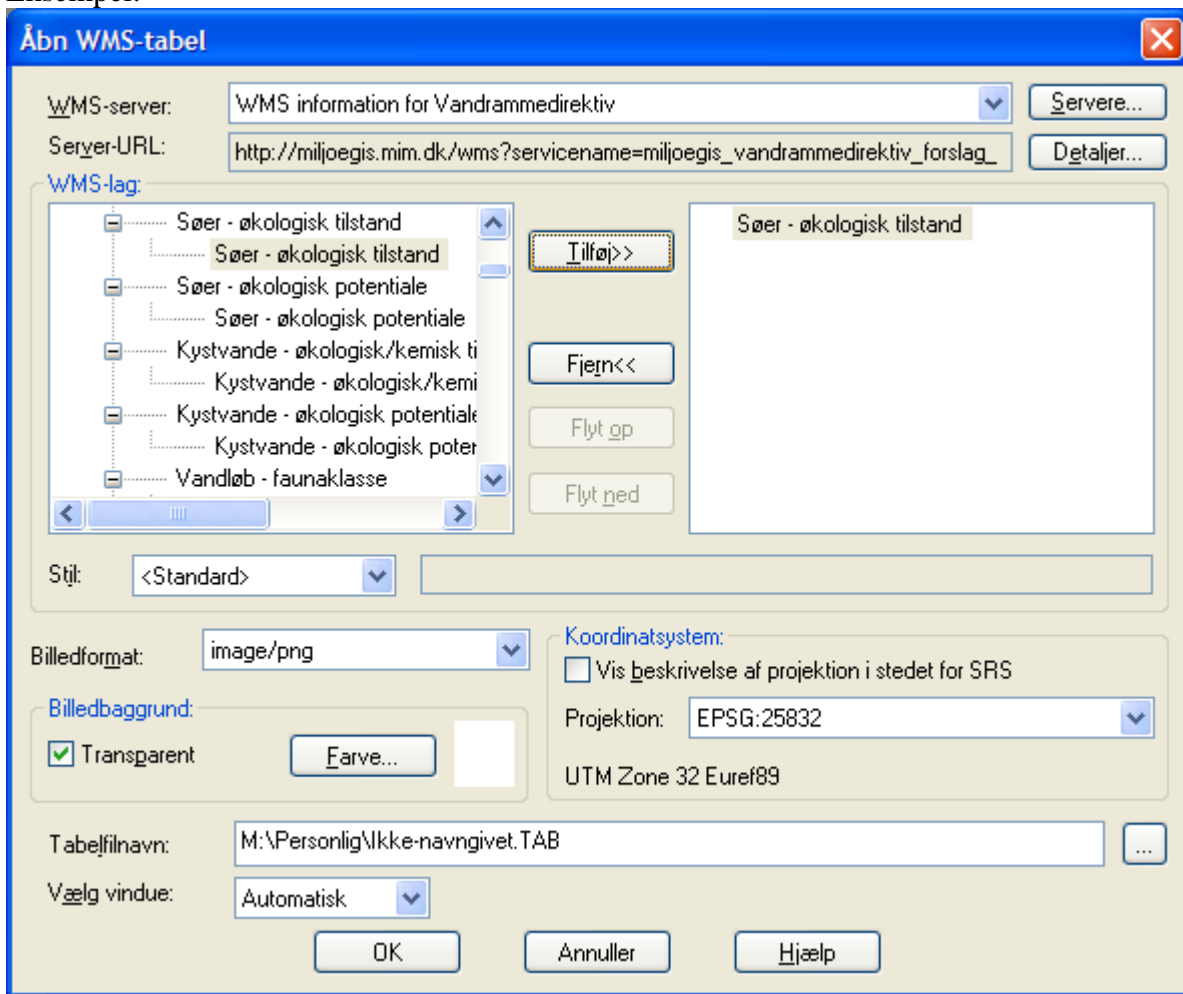 Åbn WMS-tabel
WMS-server: WMS information for Vandrammedirektiv Servere...
Server-URL: http://miljoegis.mim.dk/wms?servicename=miljoegis_vandrammedirektiv_forslag_ Detaljer...
WMS-lag:
Søer - økologisk tilstand
Søer - økologisk tilstand
Søer - økologisk potentiale
Søer - økologisk potentiale
Kystvande - økologisk/kemisk ti
Kystvande - økologisk/kemi
Kystvande - økologisk potentiale
Kystvande - økologisk poter
Vandløb - faunaklasse
Tilføj>>
Fjern<<
Flyt op
Flyt ned
Søer - økologisk tilstand
Stil: <Standard>
Billedformat: image/png
Billedbaggrund:
Transparent Farve...
Koordinatsystem:
Vis beskrivelse af projektion i stedet for SRS
Projektion: EPSG:25832
UTM Zone 32 Euref89
Tabelfilnavn: M:\Personlig\Ikke-navngivet.TAB ...
Vælg vindue: Automatisk
OK Annuller Hjælp